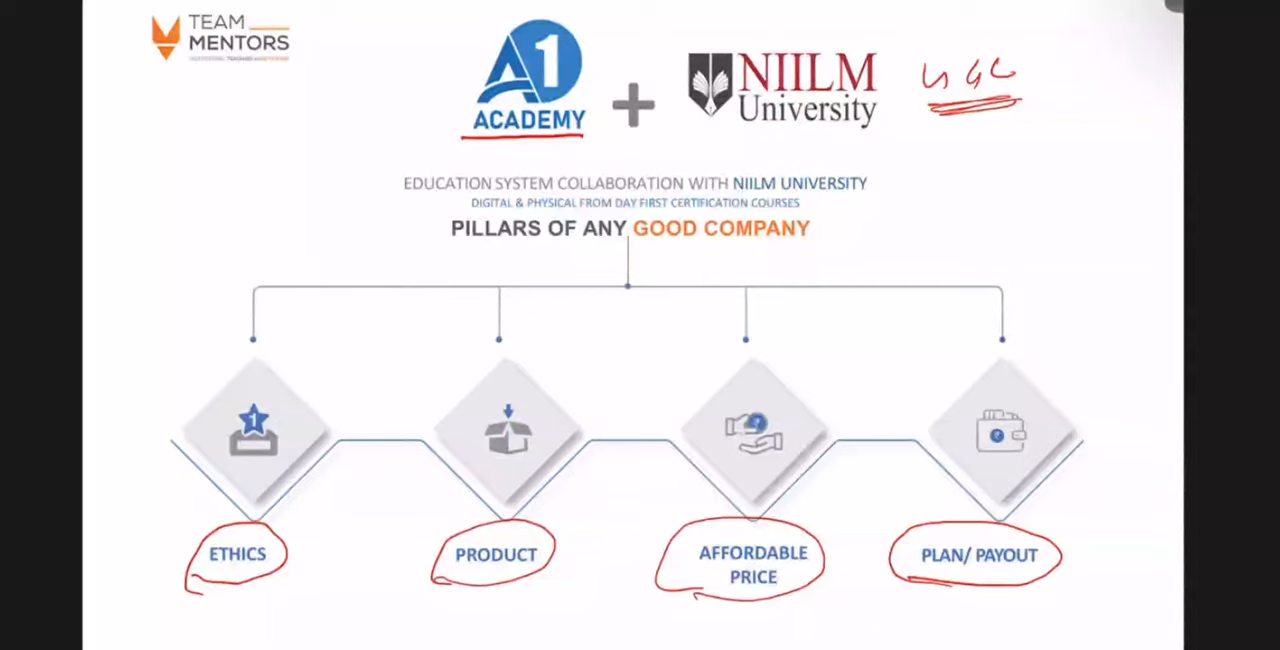 TEAM
MENTORS
A1
ACADEMY
+
NIILM
University
UGC
EDUCATION SYSTEM COLLABORATION WITH NIILM UNIVERSITY
DIGITAL & PHYSICAL FROM DAY FIRST CERTIFICATION COURSES
PILLARS OF ANY GOOD COMPANY
1
ETHICS
PRODUCT
AFFORDABLE
PRICE
PLAN/ PAYOUT